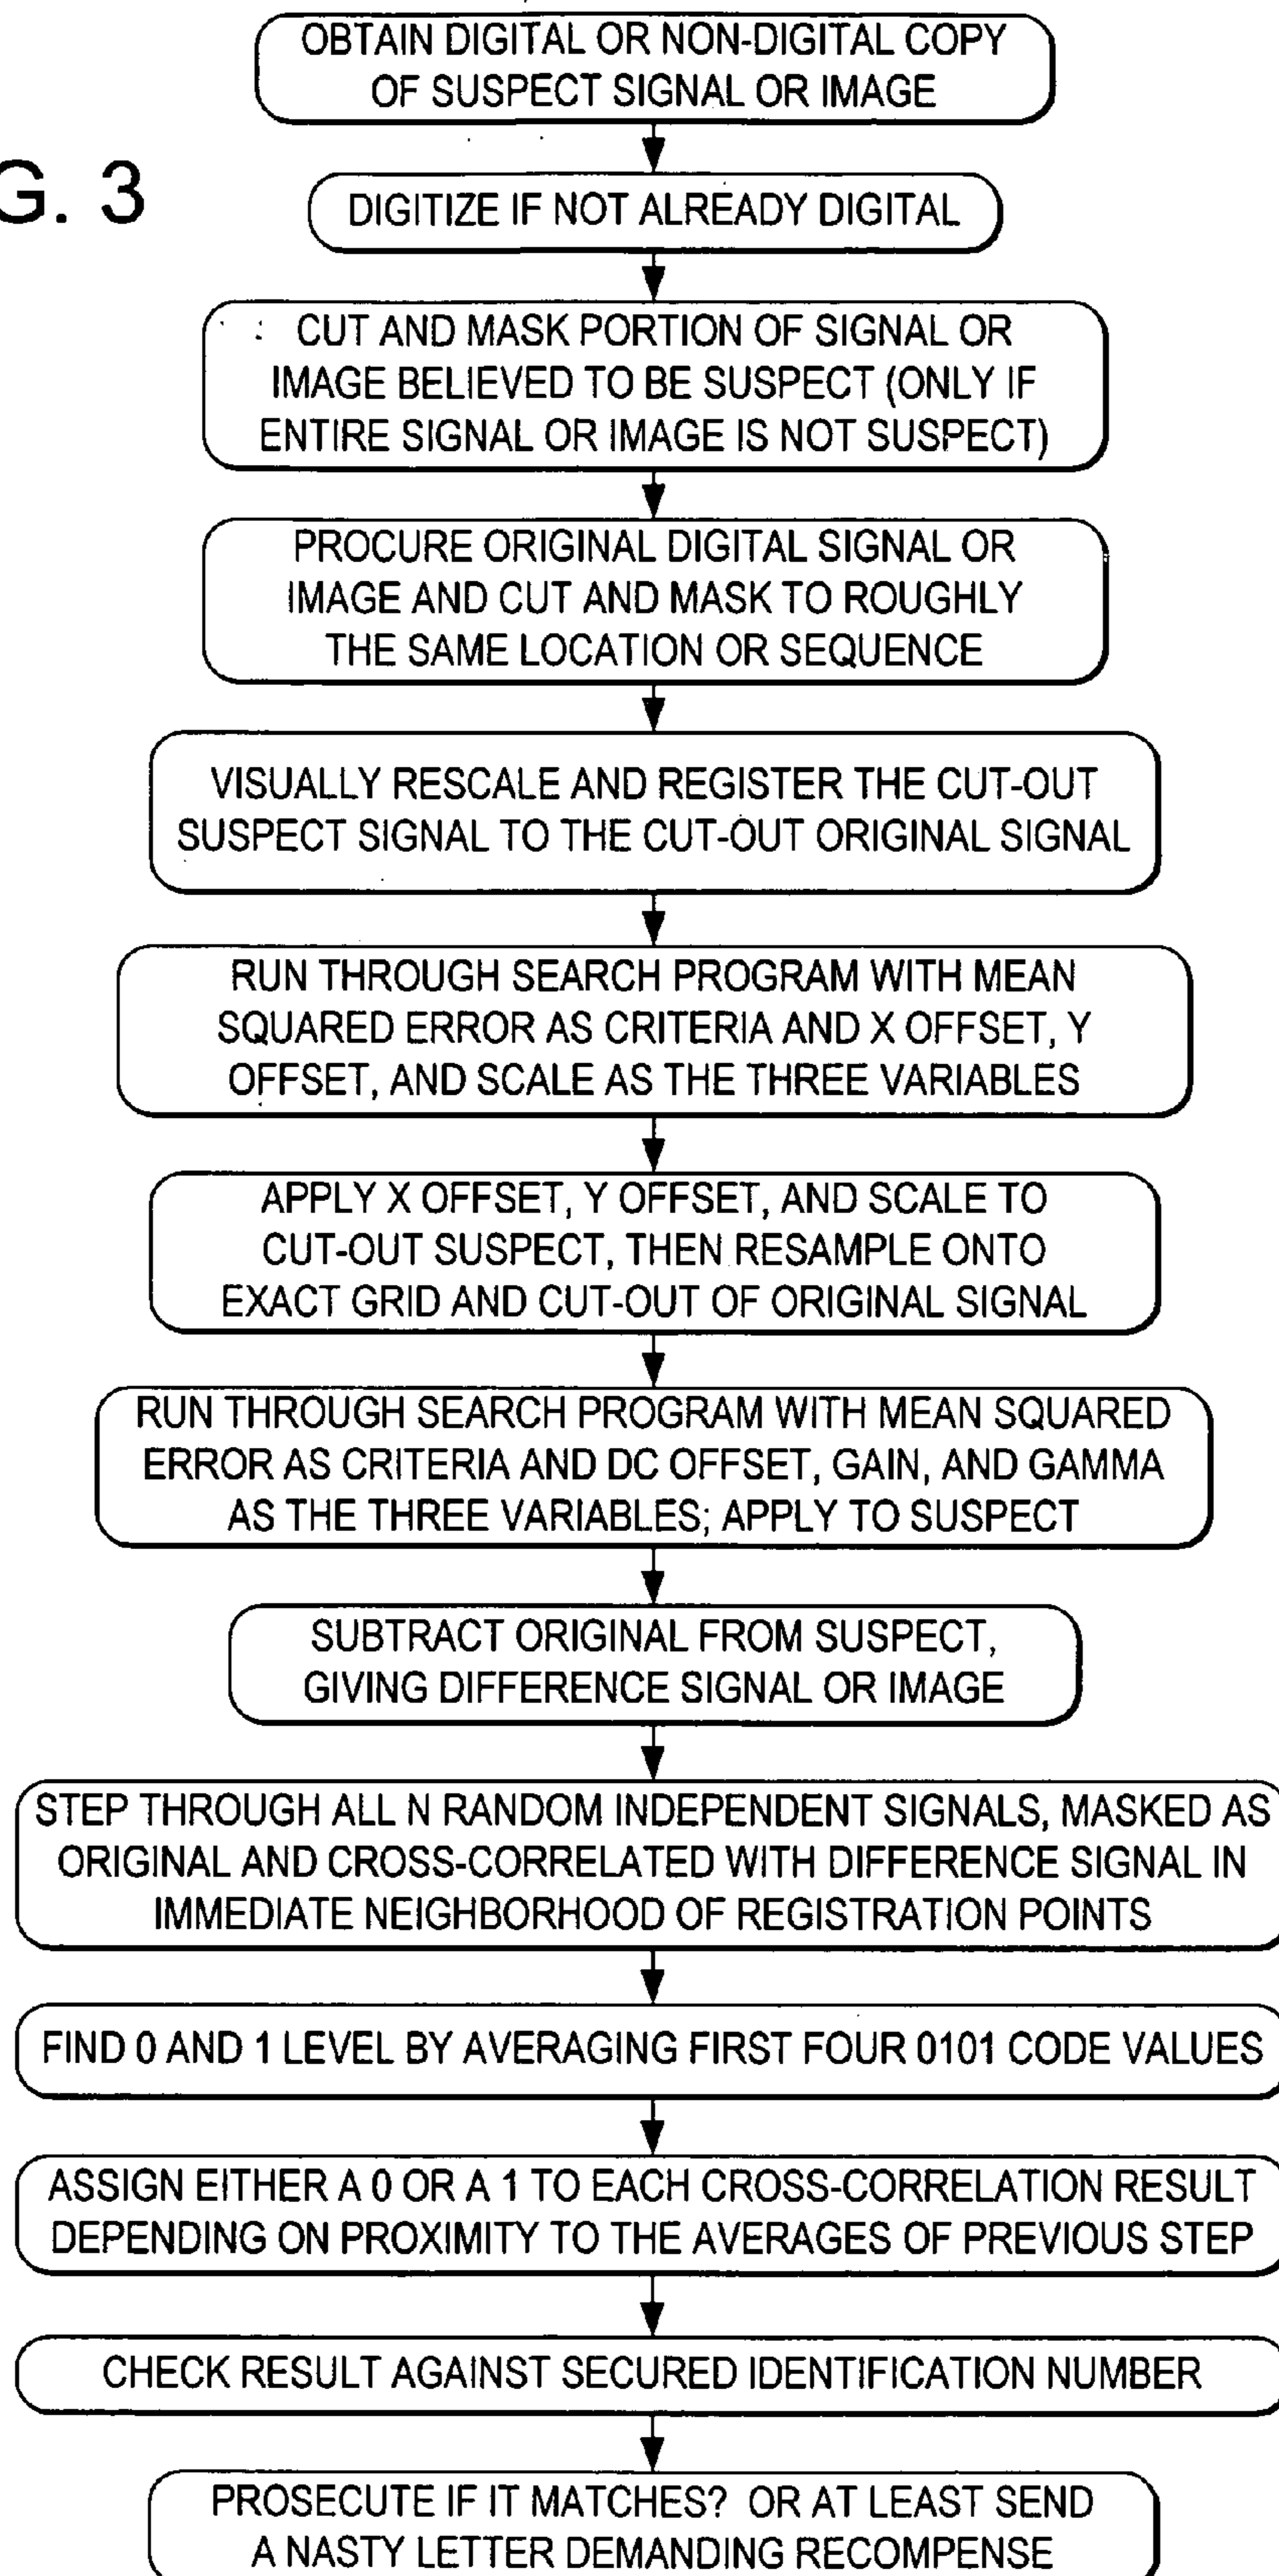 OBTAIN DIGITAL OR NON-DIGITAL COPY
OF SUSPECT SIGNAL OR IMAGE
G. 3
DIGITIZE IF NOT ALREADY DIGITAL
CUT AND MASK PORTION OF SIGNAL OR
IMAGE BELIEVED TO BE SUSPECT (ONLY IF
ENTIRE SIGNAL OR IMAGE IS NOT SUSPECT)
PROCURE ORIGINAL DIGITAL SIGNAL OR
IMAGE AND CUT AND MASK TO ROUGHLY
THE SAME LOCATION OR SEQUENCE
VISUALLY RESCALE AND REGISTER THE CUT-OUT
SUSPECT SIGNAL TO THE CUT-OUT ORIGINAL SIGNAL
RUN THROUGH SEARCH PROGRAM WITH MEAN
SQUARED ERROR AS CRITERIA AND X OFFSET, Y
OFFSET, AND SCALE AS THE THREE VARIABLES
APPLY X OFFSET, Y OFFSET, AND SCALE TO
CUT-OUT SUSPECT, THEN RESAMPLE ONTO
EXACT GRID AND CUT-OUT OF ORIGINAL SIGNAL
RUN THROUGH SEARCH PROGRAM WITH MEAN SQUARED
ERROR AS CRITERIA AND DC OFFSET, GAIN, AND GAMMA
AS THE THREE VARIABLES; APPLY TO SUSPECT
SUBTRACT ORIGINAL FROM SUSPECT,
GIVING DIFFERENCE SIGNAL OR IMAGE
STEP THROUGH ALL N RANDOM INDEPENDENT SIGNALS, MASKED AS
ORIGINAL AND CROSS-CORRELATED WITH DIFFERENCE SIGNAL IN
IMMEDIATE NEIGHBORHOOD OF REGISTRATION POINTS
FIND 0 AND 1 LEVEL BY AVERAGING FIRST FOUR 0101 CODE VALUES
ASSIGN EITHER A 0 OR A 1 TO EACH CROSS-CORRELATION RESULT
DEPENDING ON PROXIMITY TO THE AVERAGES OF PREVIOUS STEP
CHECK RESULT AGAINST SECURED IDENTIFICATION NUMBER
PROSECUTE IF IT MATCHES? OR AT LEAST SEND
A NASTY LETTER DEMANDING RECOMPENSE